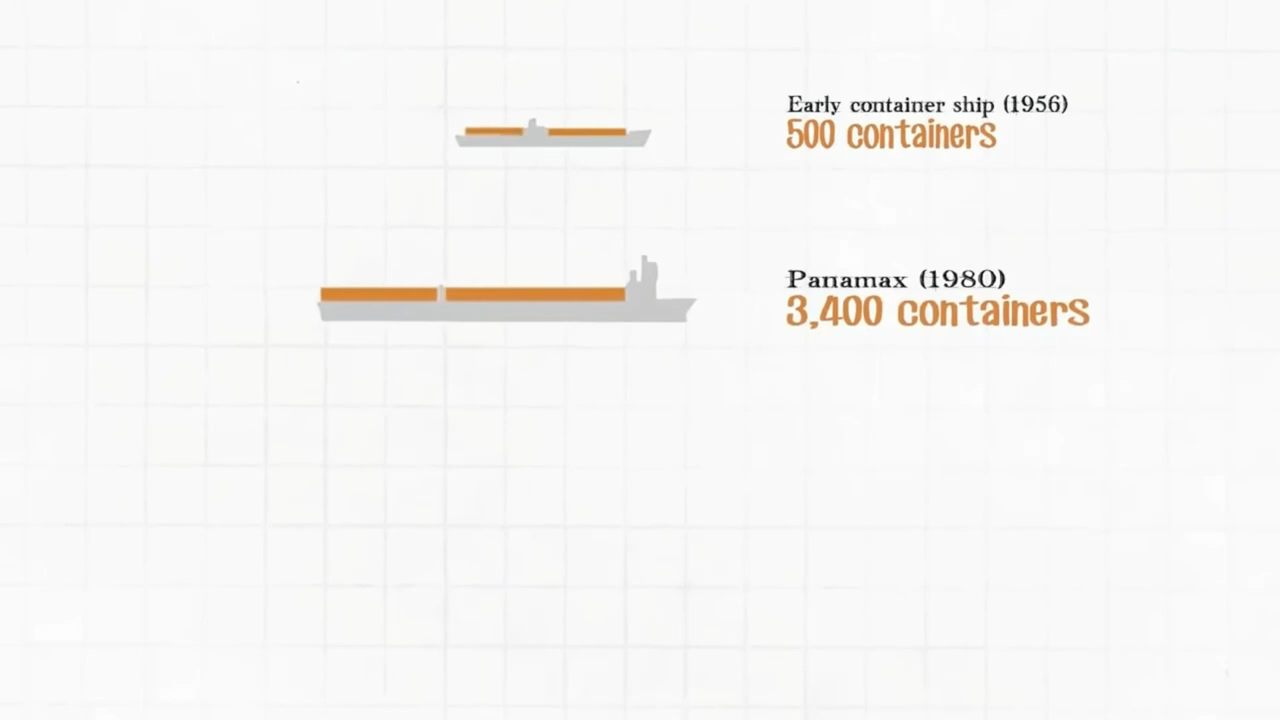 Early container ship (1956)
500 containers
Panamax (1980)
3,400 containers